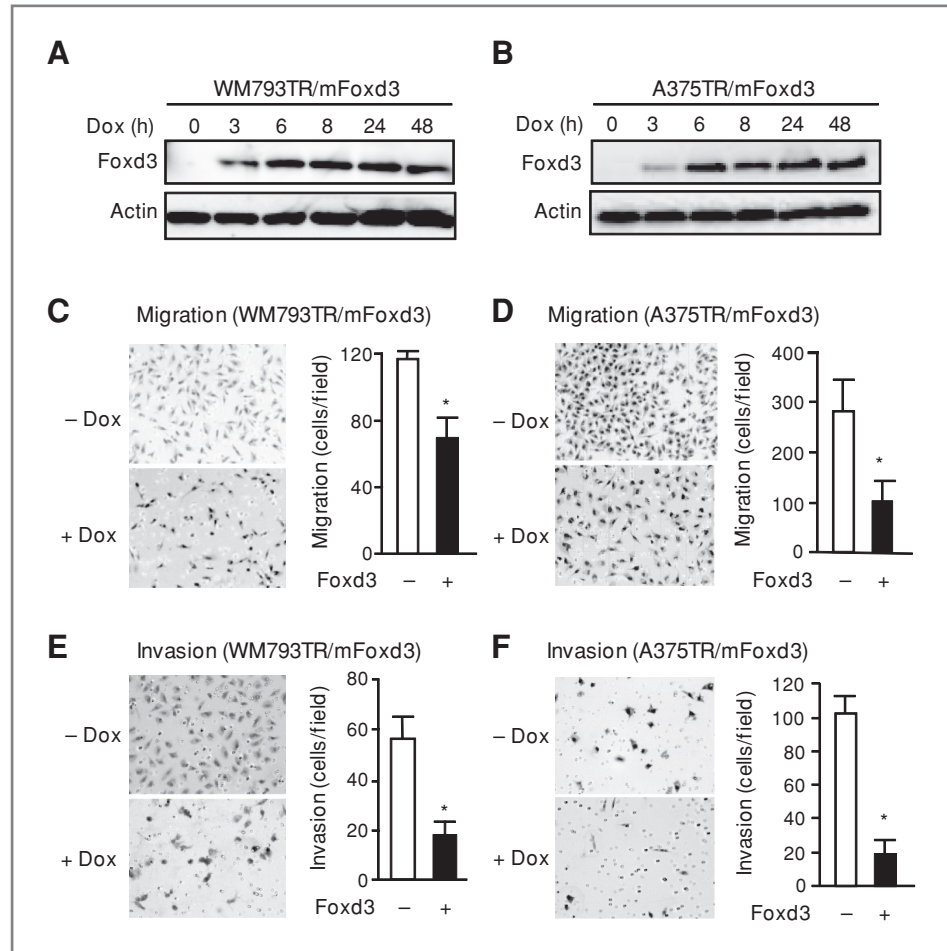 A
WM793TR/mFoxd3
Dox (h) 0 3 6 8 24 48
Foxd3
Actin
B
A375TR/mFoxd3
Dox (h) 0 3 6 8 24 48
Foxd3
Actin
C Migration (WM793TR/mFoxd3)
– Dox
+ Dox
Migration (cells/field)
120
80
40
0
*
Foxd3 – +
D Migration (A375TR/mFoxd3)
– Dox
+ Dox
Migration (cells/field)
400
300
200
100
0
*
Foxd3 – +
E Invasion (WM793TR/mFoxd3)
– Dox
+ Dox
Invasion (cells/field)
80
60
40
20
0
*
Foxd3 – +
F Invasion (A375TR/mFoxd3)
– Dox
+ Dox
Invasion (cells/field)
120
100
80
60
40
20
0
*
Foxd3 – +